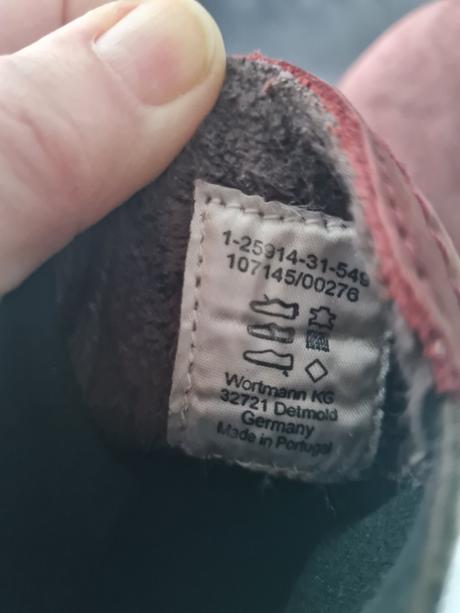 1-25914-31-549
107145/00276
Wortmann KG
32721 Detmold
Germany
Made in Portugal